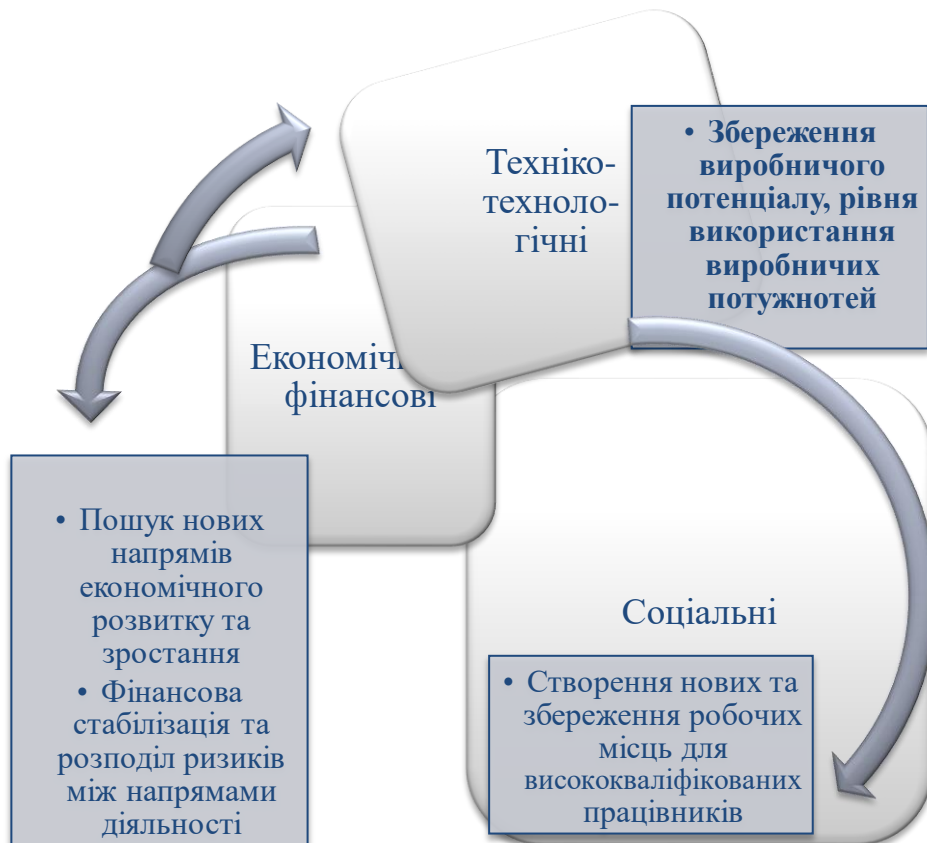 Техніко-
техноло-
гічні
• Збереження
виробничого
потенціалу, рівня
використання
виробничих
потужнотей
фінансові
• Пошук нових
напрямів
економічного
розвитку та
зростання
• Фінансова
стабілізація та
розподіл ризиків
між напрямами
діяльності
Соціальні
• Створення нових та
збереження робочих
місць для
висококваліфікованих
працівників